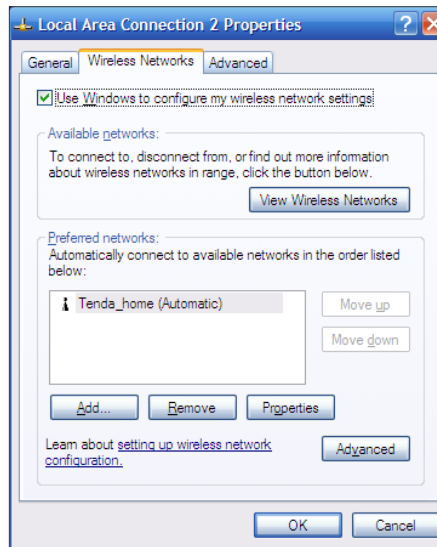 Local Area Connection 2 Properties
General Wireless Networks Advanced
Use Windows to configure my wireless network settings
Available networks:
To connect to, disconnect from, or find out more information
about wireless networks in range, click the button below.
View Wireless Networks
Preferred networks:
Automatically connect to available networks in the order listed
below:
Tenda_home (Automatic)
Move up
Move down
Add... Remove Properties
Learn about setting up wireless network
configuration.
Advanced
OK Cancel